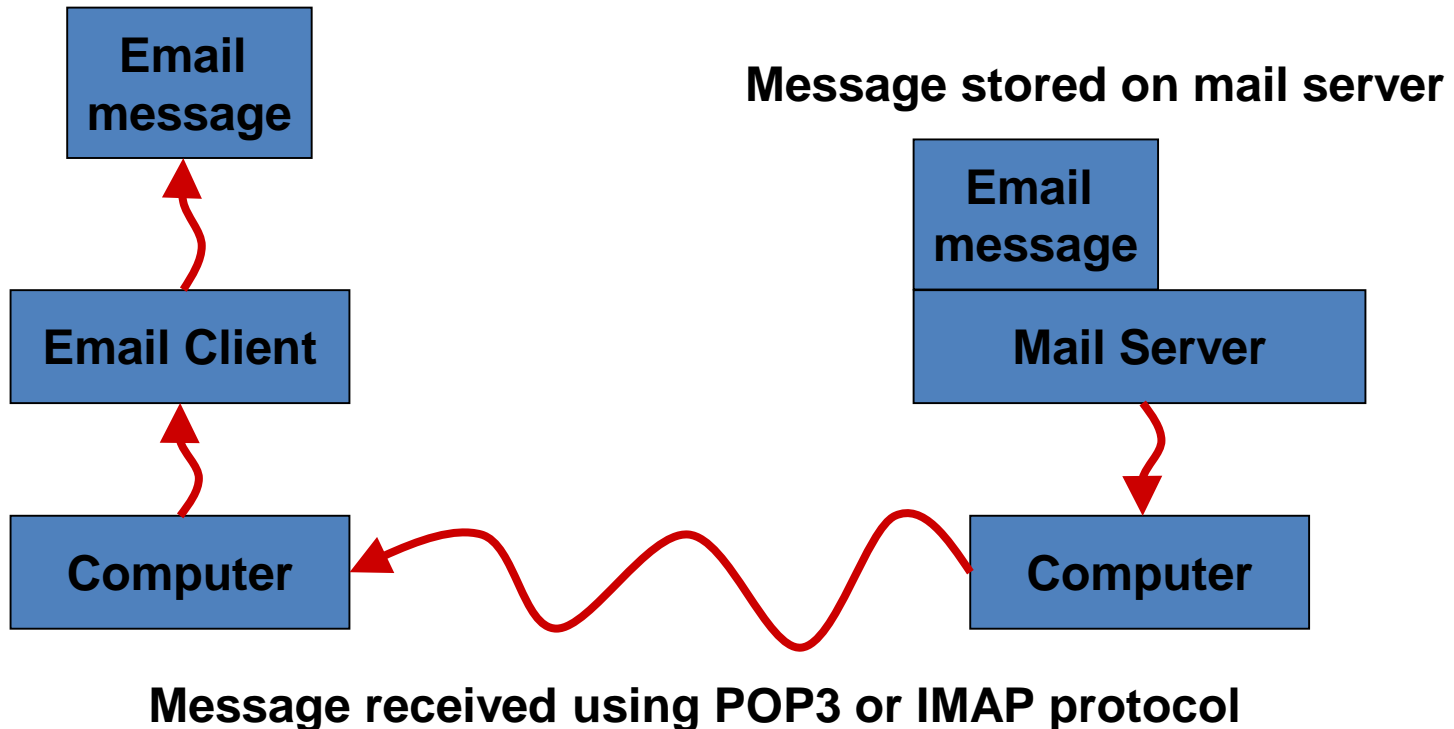 Email
message
Message stored on mail server
Email
message
Email Client
Mail Server
Computer
Computer
Message received using POP3 or IMAP protocol